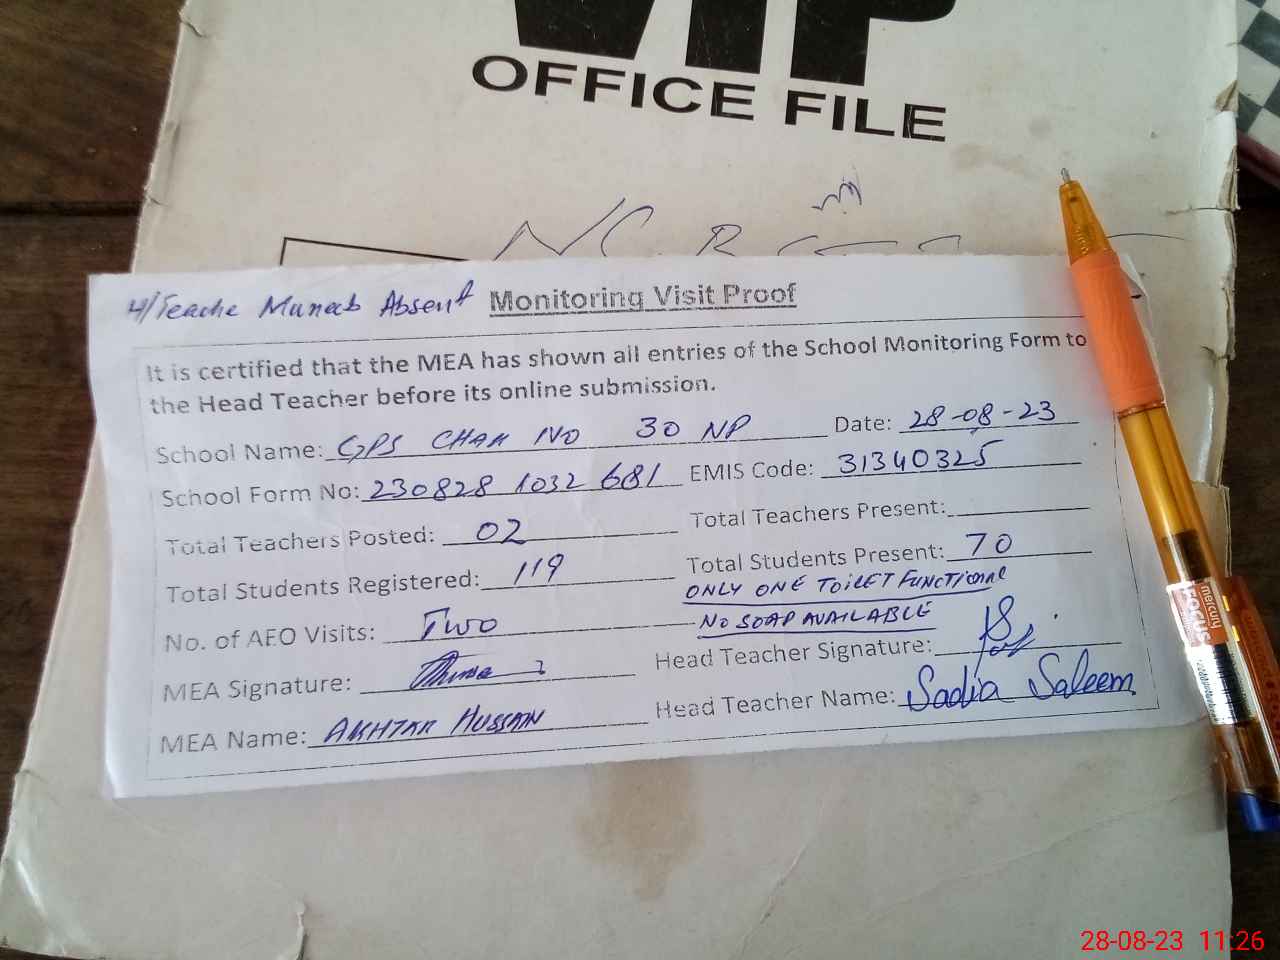 VIP
OFFICE FILE
Teache Muneeb Absent
Monitoring Visit Proof
It is certified that the MEA has shown all entries of the School Monitoring Form to
the Head Teacher before its online submission.
School Name: GPS CHAK NO 30 NP Date: 28-08-23
School Form No: 230828 1032 681 EMIS Code: 31340325
Total Teachers Posted: 02 Total Teachers Present:
Total Students Registered: 119 Total Students Present: 70
ONLY ONE TOILET FUNCTIONAL
No. of AEO Visits: Two NO SOAP AVAILABLE
MEA Signature: Head Teacher Signature:
MEA Name: AKHTAR HUSSAIN Head Teacher Name: Sadia Saleem
mercury
FOCUS
28-08-23 11:26